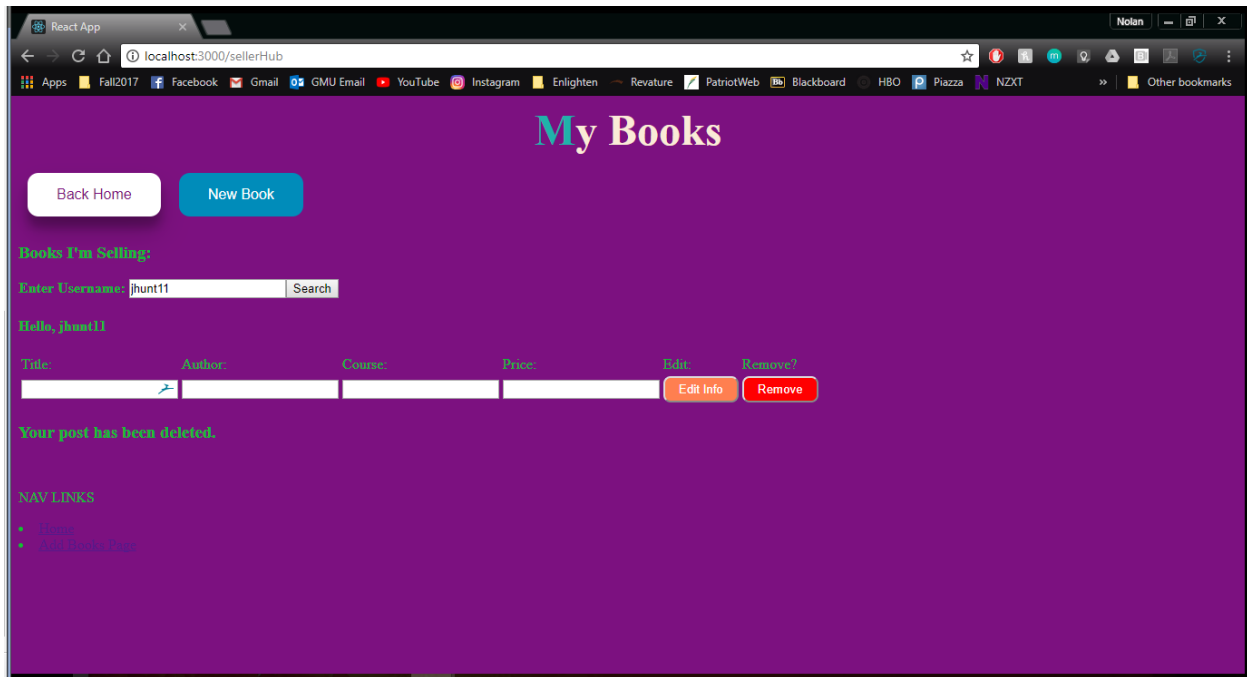 React App
Nolan
localhost:3000/sellerHub
Apps Fall2017 Facebook Gmail GMU Email YouTube Instagram Enlighten Revature PatriotWeb Bb Blackboard HBO Piazza NZXT » Other bookmarks
My Books
Back Home New Book
Books I'm Selling:
Enter Username: jhunt11 Search
Hello, jhunt11
Title: Author: Course: Price: Edit: Remove?
Edit Info Remove
Your post has been deleted.
NAV LINKS
Home
Add Books Page